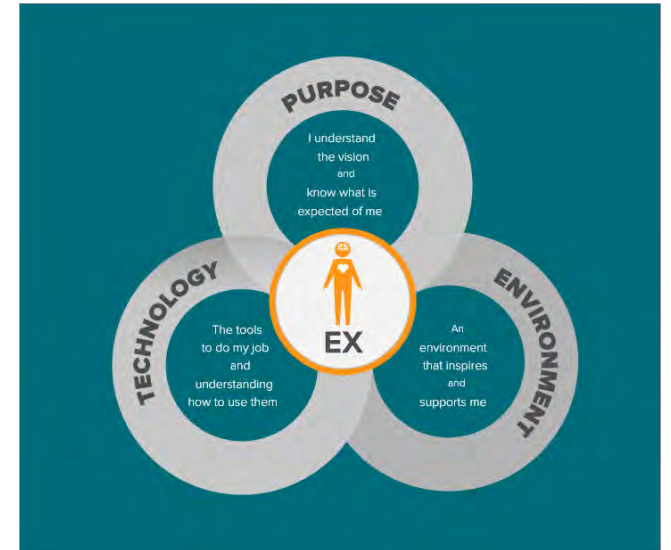 PURPOSE
I understand
the vision
and
know what is
expected of me
TECHNOLOGY
The tools
to do my job
and
understanding
how to use them
EX
ENVIRONMENT
An
environment
that inspires
and
supports me